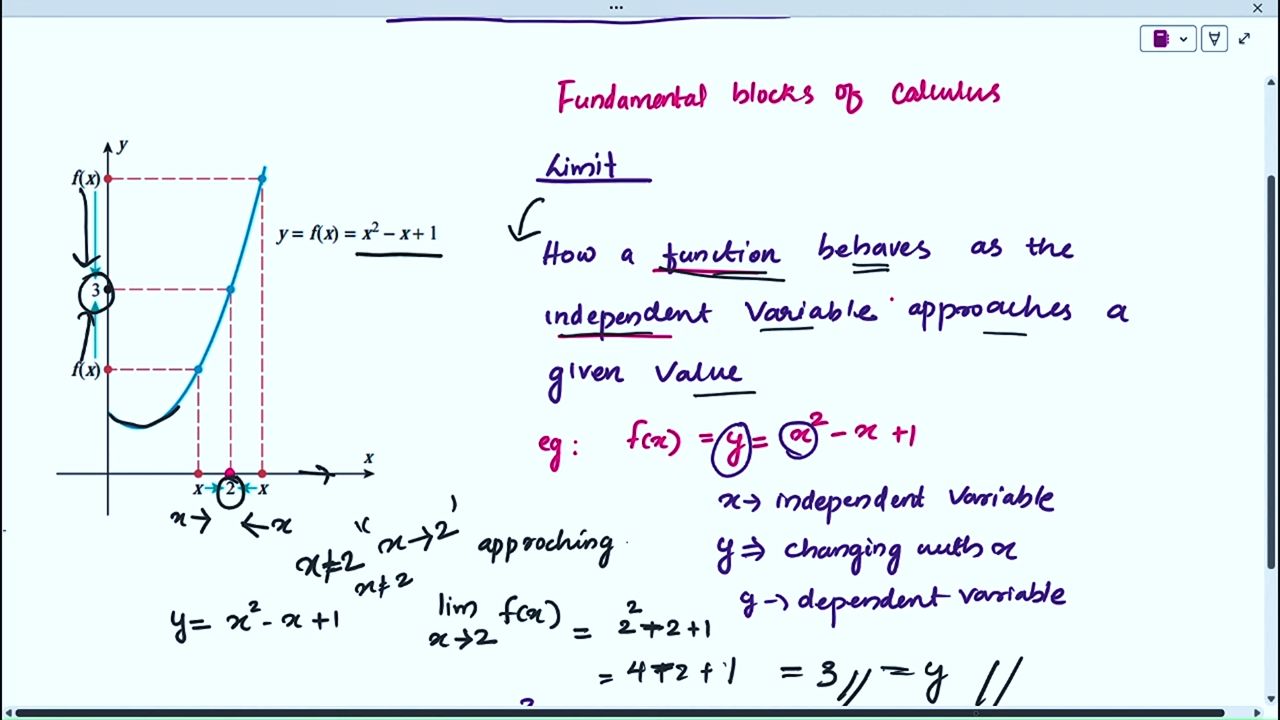 Fundamental blocks of calculus
Limit
How a function behaves as the
independent variable approaches a
given value
eg: f(x) = y = x² - x + 1
x → independent variable
y ⇒ changing with x
y → dependent variable
y
f(x)
y = f(x) = x² − x + 1
3
f(x)
x
x 2 x
x → ← x
x≠2 "x→2" approching
x≠2
y = x² - x + 1
lim f(x) = 2² - 2 + 1
x→2
= 4 - 2 + 1 = 3 // = y //